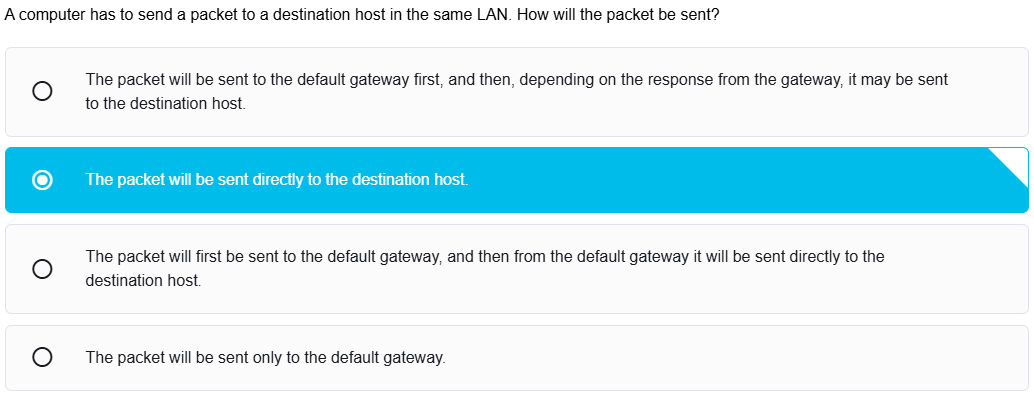 A computer has to send a packet to a destination host in the same LAN. How will the packet be sent?
The packet will be sent to the default gateway first, and then, depending on the response from the gateway, it may be sent
to the destination host.
The packet will be sent directly to the destination host.
The packet will first be sent to the default gateway, and then from the default gateway it will be sent directly to the
destination host.
The packet will be sent only to the default gateway.